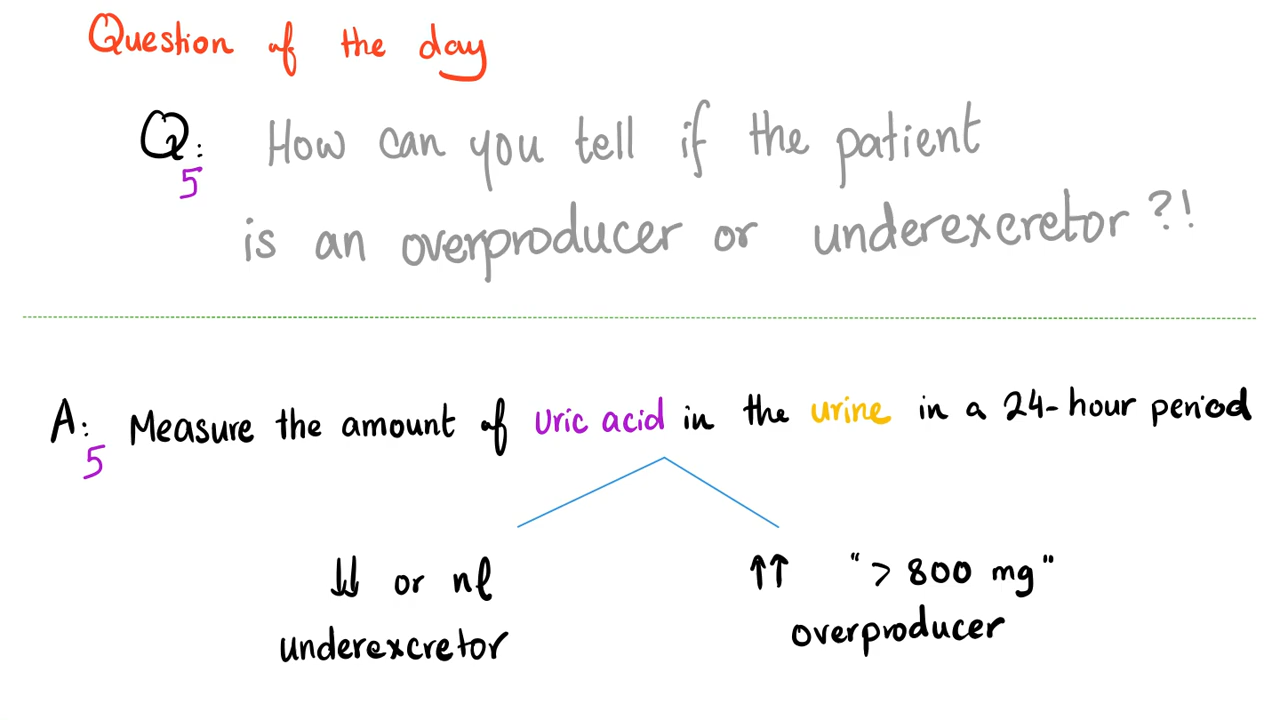 Question of the day
Q: How can you tell if the patient
5
is an overproducer or underexcretor ?!
A: Measure the amount of uric acid in the urine in a 24-hour period
5
↓↓ or nl
underexcretor
↑↑ " > 800 mg "
overproducer